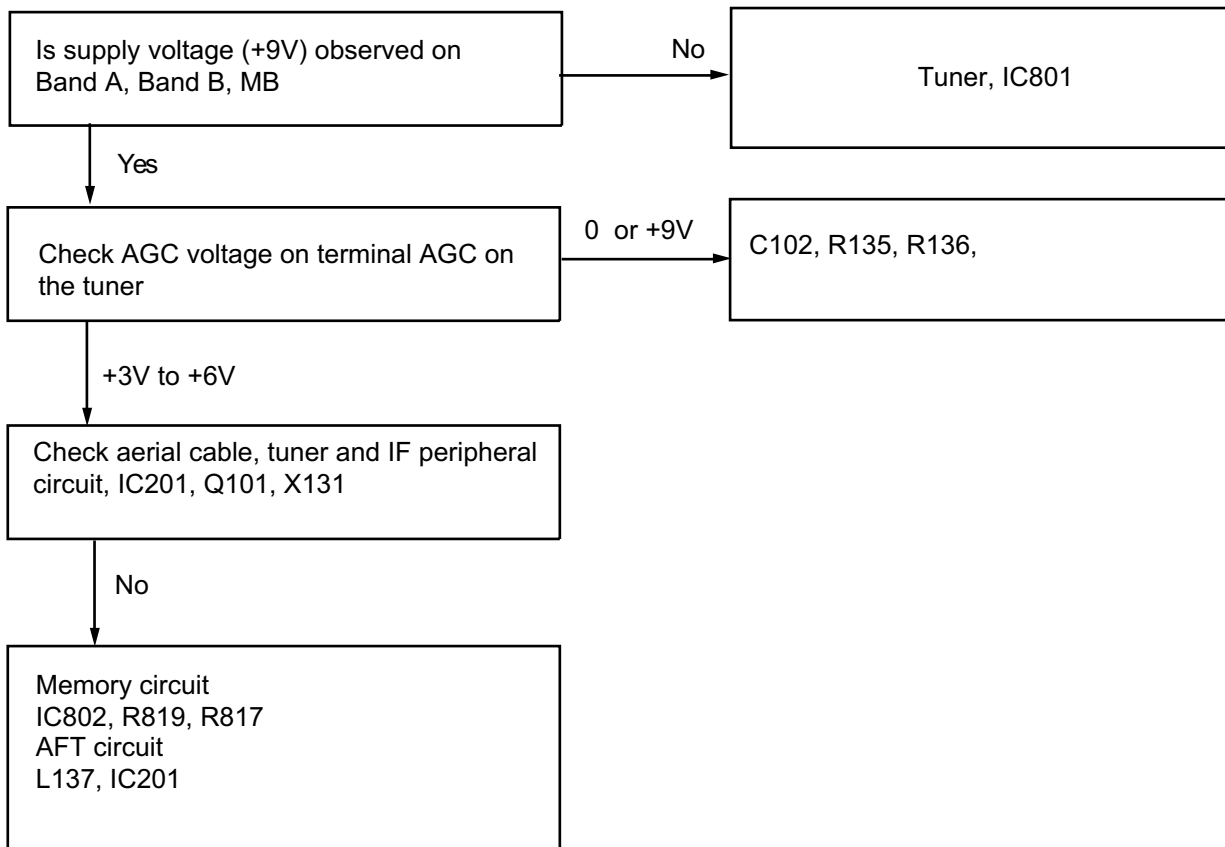 Is supply voltage (+9V) observed on
Band A, Band B, MB
No
Tuner, IC801
Yes
Check AGC voltage on terminal AGC on
the tuner
0 or +9V
C102, R135, R136,
+3V to +6V
Check aerial cable, tuner and IF peripheral
circuit, IC201, Q101, X131
No
Memory circuit
IC802, R819, R817
AFT circuit
L137, IC201